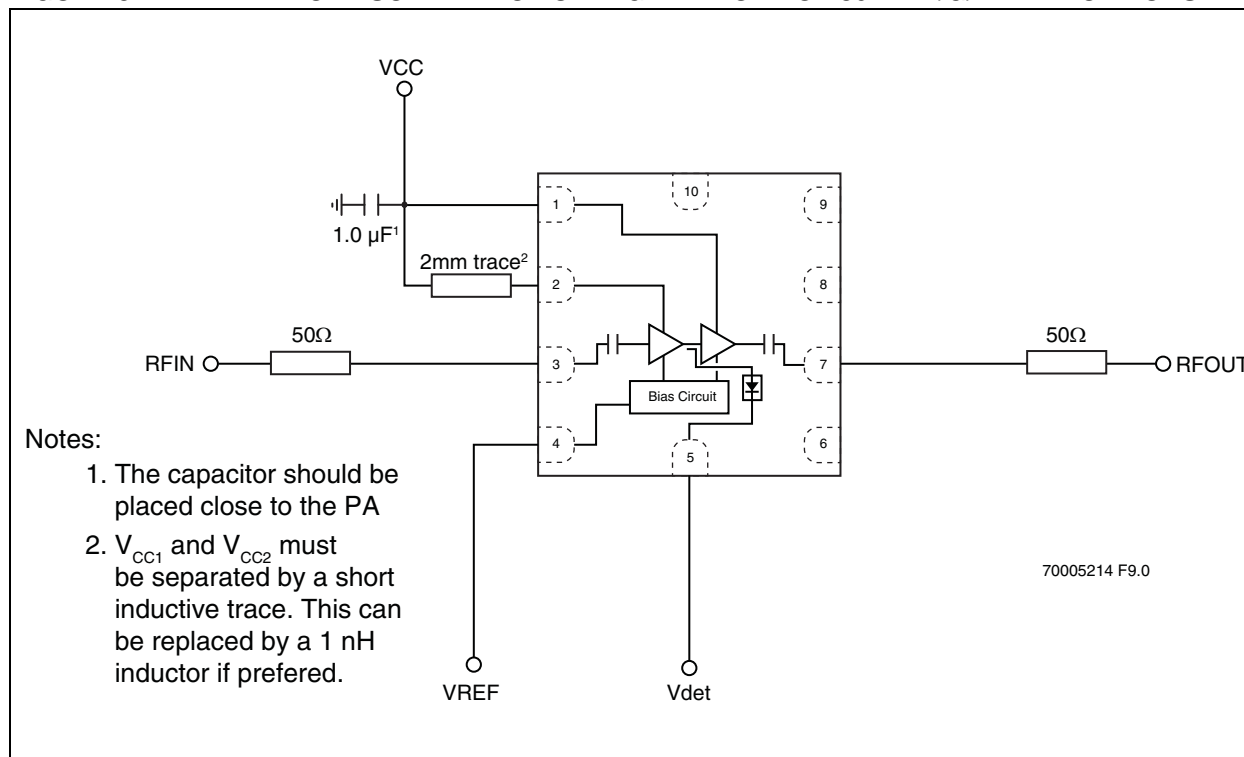 VCC
1.0 µF¹
2mm trace²
50Ω
RFIN
1
2
3
4
5
6
7
8
9
10
Bias Circuit
50Ω
RFOUT
Notes:
1. The capacitor should be
placed close to the PA
2. V_CC1 and V_CC2 must
be separated by a short
inductive trace. This can
be replaced by a 1 nH
inductor if prefered.
VREF
Vdet
70005214 F9.0